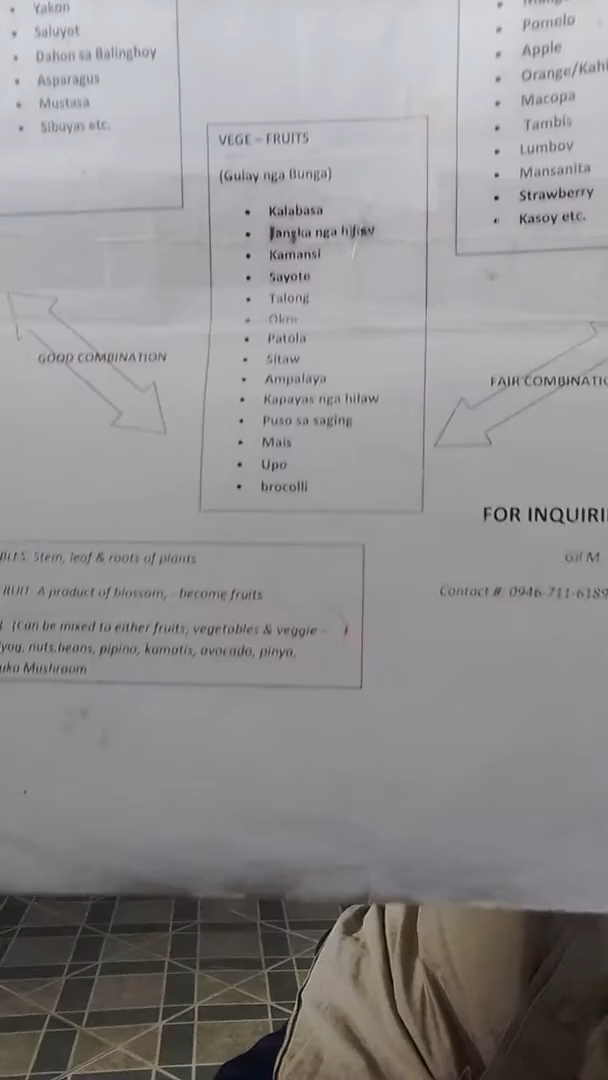 Yakon
Saluyot
Dahon sa Balinghoy
Asparagus
Mustasa
Sibuyas etc.
Pomelo
Apple
Orange/Kahi
Macopa
Tambis
Lumboy
Mansanita
Strawberry
Kasoy etc.
VEGE – FRUITS
(Gulay nga Bunga)
Kalabasa
Jangka nga
Kamansi
Sayote
Talong
Okra
Patola
Sitaw
Ampalaya
Kapayas nga hilaw
Puso sa saging
Mais
Upo
brocolli
GOOD COMBINATION
FAIR COMBINATIO
FOR INQUIRI
Gil M.
Contact #: 0946-711-6189
Stem, leaf & roots of plants
A product of blossom, - become fruits
(Can be mixed to either fruits, vegetables & veggie –
nuts,beans, pipino, kamatis, avocado, pinya,
Mushroom